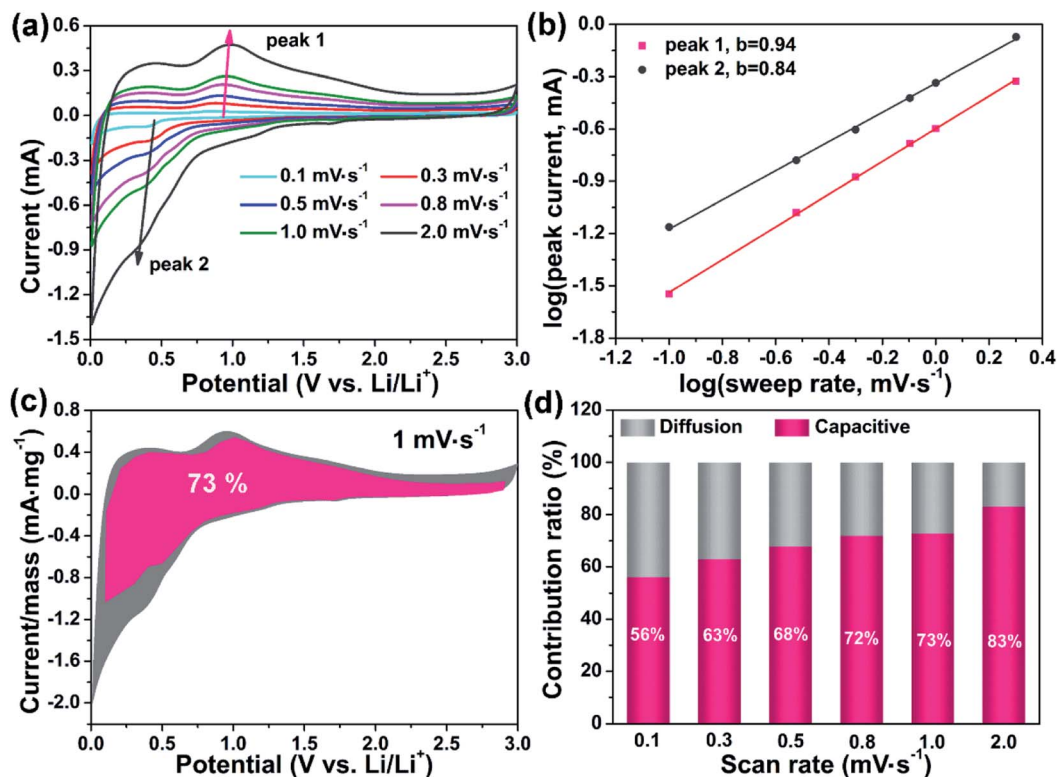 (a)
peak 1
0.1 mV·s⁻¹
0.3 mV·s⁻¹
0.5 mV·s⁻¹
0.8 mV·s⁻¹
1.0 mV·s⁻¹
2.0 mV·s⁻¹
peak 2
0.6
0.3
0.0
-0.3
-0.6
-0.9
-1.2
-1.5
Current (mA)
0.0 0.5 1.0 1.5 2.0 2.5 3.0
Potential (V vs. Li/Li⁺)
(b)
peak 1, b=0.94
peak 2, b=0.84
0.0
-0.3
-0.6
-0.9
-1.2
-1.5
-1.8
log(peak current, mA)
-1.2 -1.0 -0.8 -0.6 -0.4 -0.2 0.0 0.2 0.4
log(sweep rate, mV·s⁻¹)
(c)
1 mV·s⁻¹
73 %
0.8
0.4
0.0
-0.4
-0.8
-1.2
-1.6
-2.0
Current/mass (mA·mg⁻¹)
0.0 0.5 1.0 1.5 2.0 2.5 3.0
Potential (V vs. Li/Li⁺)
(d)
Diffusion
Capacitive
120
100
80
60
40
20
0
Contribution ratio (%)
56% 63% 68% 72% 73% 83%
0.1 0.3 0.5 0.8 1.0 2.0
Scan rate (mV·s⁻¹)